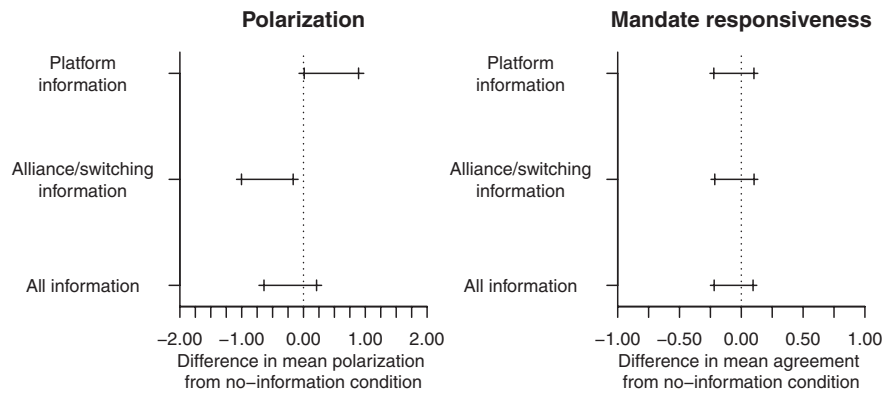 Polarization
Platform
information
Alliance/switching
information
All information
−2.00 −1.00 0.00 1.00 2.00
Difference in mean polarization
from no−information condition
Mandate responsiveness
Platform
information
Alliance/switching
information
All information
−1.00 −0.50 0.00 0.50 1.00
Difference in mean agreement
from no−information condition